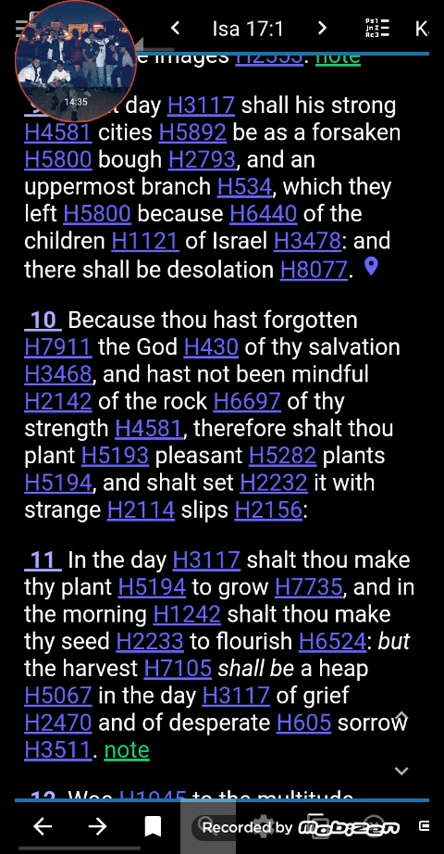 Isa 17:1
e images H2553. note
day H3117 shall his strong
H4581 cities H5892 be as a forsaken
H5800 bough H2793, and an
uppermost branch H534, which they
left H5800 because H6440 of the
children H1121 of Israel H3478: and
there shall be desolation H8077.
10 Because thou hast forgotten
H7911 the God H430 of thy salvation
H3468, and hast not been mindful
H2142 of the rock H6697 of thy
strength H4581, therefore shalt thou
plant H5193 pleasant H5282 plants
H5194, and shalt set H2232 it with
strange H2114 slips H2156:
11 In the day H3117 shalt thou make
thy plant H5194 to grow H7735, and in
the morning H1242 shalt thou make
thy seed H2233 to flourish H6524: but
the harvest H7105 shall be a heap
H5067 in the day H3117 of grief
H2470 and of desperate H605 sorrow
H3511. note
12 Woe H1945 to the multitude
14:35
Recorded by mobizen